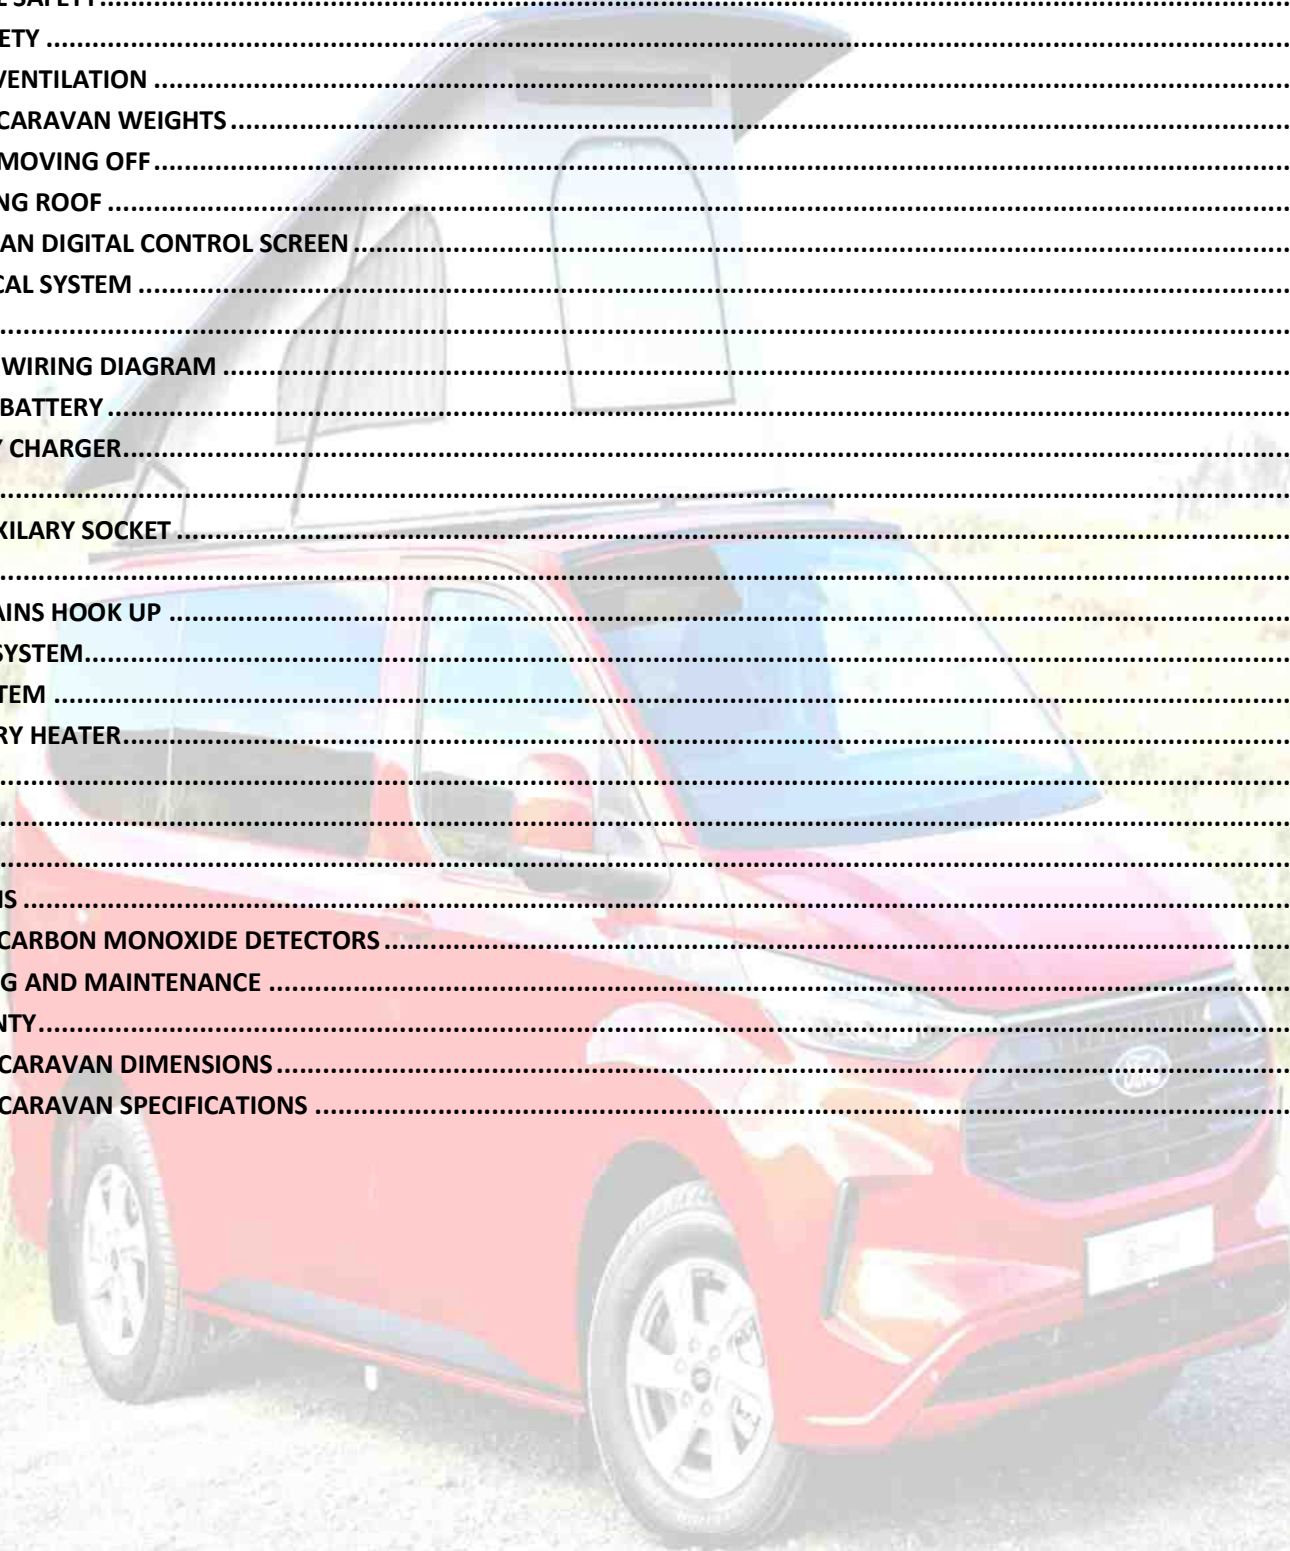 SAFETY..........
ETY ..........
VENTILATION ..........
CARAVAN WEIGHTS..........
MOVING OFF..........
NG ROOF ..........
AN DIGITAL CONTROL SCREEN..........
CAL SYSTEM ..........
..........
WIRING DIAGRAM ..........
BATTERY..........
CHARGER..........
..........
XILARY SOCKET..........
..........
AINS HOOK UP ..........
SYSTEM..........
TEM ..........
RY HEATER..........
..........
..........
..........
NS ..........
CARBON MONOXIDE DETECTORS..........
G AND MAINTENANCE ..........
NTY..........
CARAVAN DIMENSIONS..........
CARAVAN SPECIFICATIONS ..........
Ford